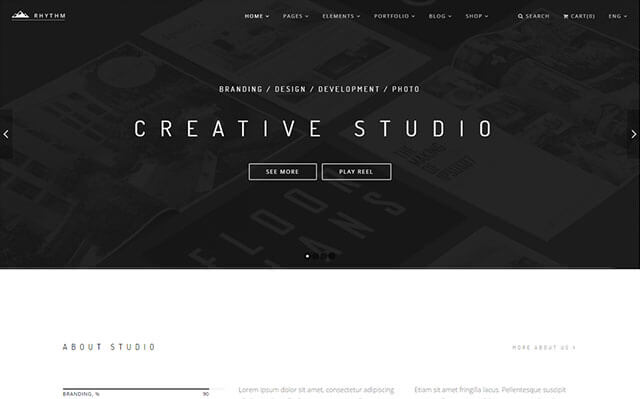 RHYTHM
HOME PAGES ELEMENTS PORTFOLIO BLOG SHOP SEARCH CART(0) ENG
BRANDING / DESIGN / DEVELOPMENT / PHOTO
CREATIVE STUDIO
SEE MORE PLAY REEL
FLOOR
PLANS
ABOUT STUDIO
MORE ABOUT US
BRANDING, % 90
Lorem ipsum dolor sit amet, consectetur adipiscing
Etiam sit amet fringilla lacus. Pellentesque suscipit